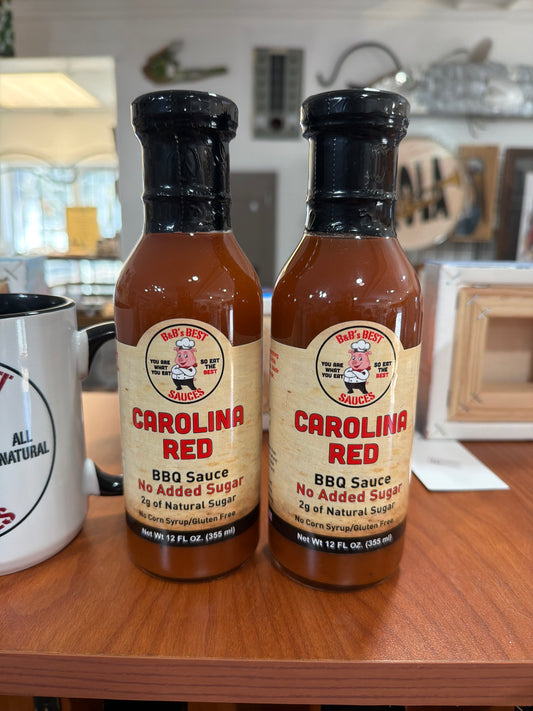 ALL
NATURAL
B&B's BEST
YOU ARE
WHAT YOU
EAT
SO EAT
THE
BEST
SAUCES
CAROLINA
RED
BBQ Sauce
No Added Sugar
2g of Natural Sugar
No Corn Syrup/Gluten Free
Net Wt 12 FL OZ. (355 ml)
B&B's BEST
YOU ARE
WHAT YOU
EAT
SO EAT
THE
BEST
SAUCES
CAROLINA
RED
BBQ Sauce
No Added Sugar
2g of Natural Sugar
No Corn Syrup/Gluten Free
Net Wt 12 FL OZ. (355 ml)